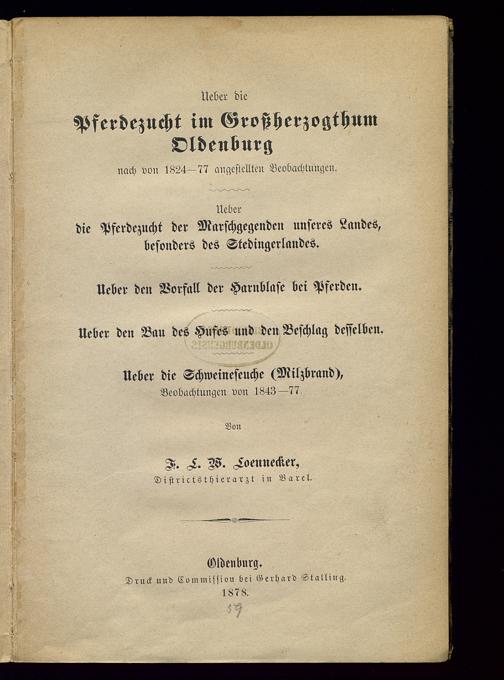 Ueber die
Pferdezucht im Großherzogthum
Oldenburg
nach von 1824—77 angestellten Beobachtungen.
Ueber
die Pferdezucht der Marschgegenden unseres Landes,
besonders des Stedingerlandes.
Ueber den Vorfall der Harnblase bei Pferden.
Ueber den Bau des Hufes und den Beschlag desselben.
OLDENBURGENSIS
Ueber die Schweineseuche (Milzbrand),
Beobachtungen von 1843—77.
Von
F. L. W. Loennecker,
Districtsthierarzt in Varel.
Oldenburg.
Druck und Commission bei Gerhard Stalling.
1878.
59